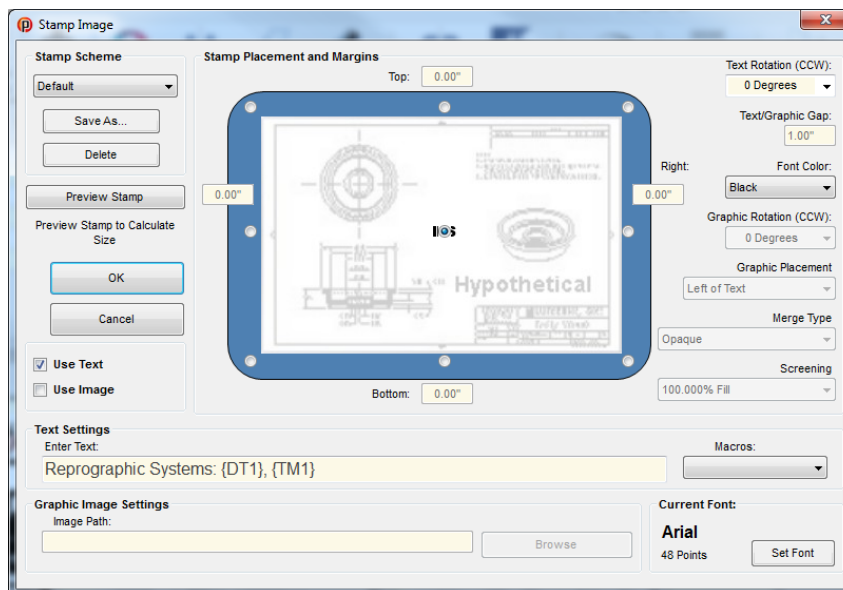 Stamp Image
Stamp Scheme
Default
Save As...
Delete
Preview Stamp
Preview Stamp to Calculate
Size
OK
Cancel
Use Text
Use Image
Stamp Placement and Margins
Top: 0.00"
0.00"
Hypothetical
Right:
0.00"
Bottom: 0.00"
Text Rotation (CCW):
0 Degrees
Text/Graphic Gap:
1.00"
Font Color:
Black
Graphic Rotation (CCW):
0 Degrees
Graphic Placement
Left of Text
Merge Type
Opaque
Screening
100.000% Fill
Text Settings
Enter Text:
Reprographic Systems: {DT1}, {TM1}
Macros:
Graphic Image Settings
Image Path:
Browse
Current Font:
Arial
48 Points
Set Font